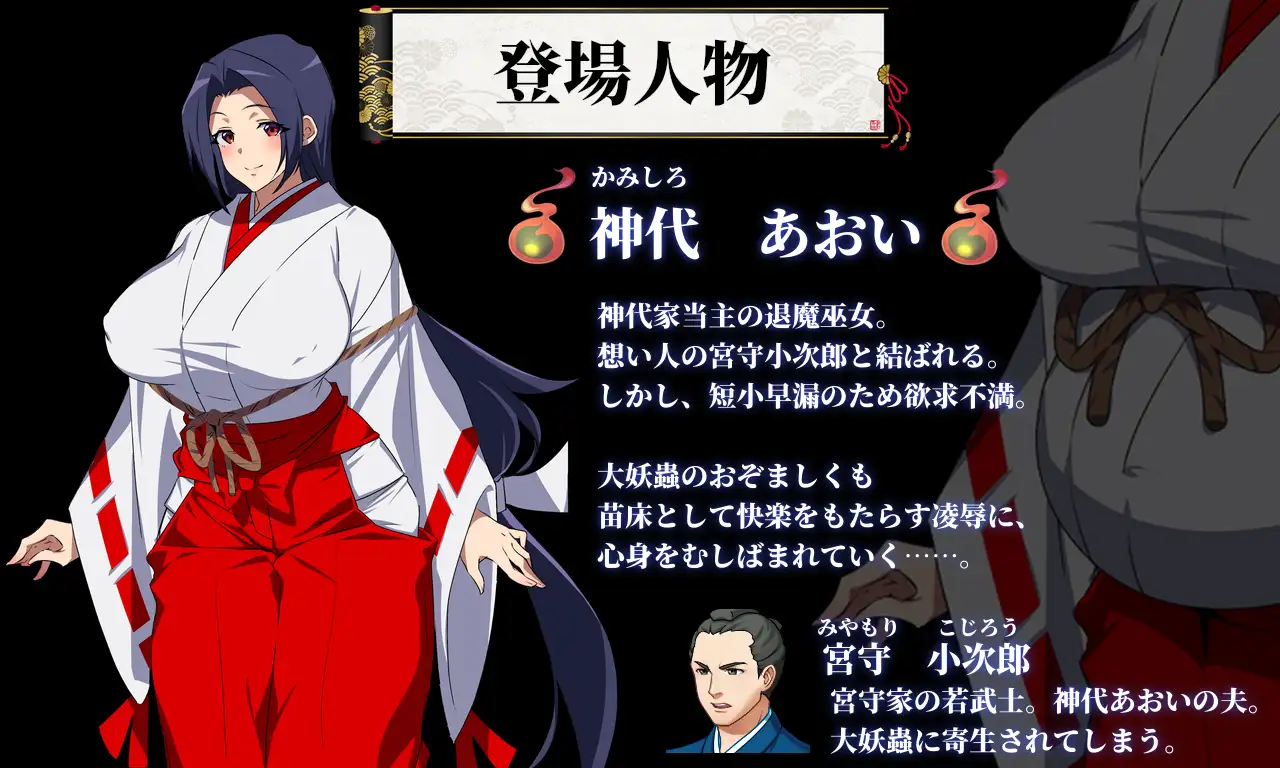 登場人物
かみしろ
神代 あおい
神代家当主の退魔巫女。
想い人の宮守小次郎と結ばれる。
しかし、短小早漏のため欲求不満。
大妖蟲のおぞましくも
苗床として快楽をもたらす凌辱に、
心身をむしばまれていく……。
みやもり こじろう
宮守 小次郎
宮守家の若武士。神代あおいの夫。
大妖蟲に寄生されてしまう。